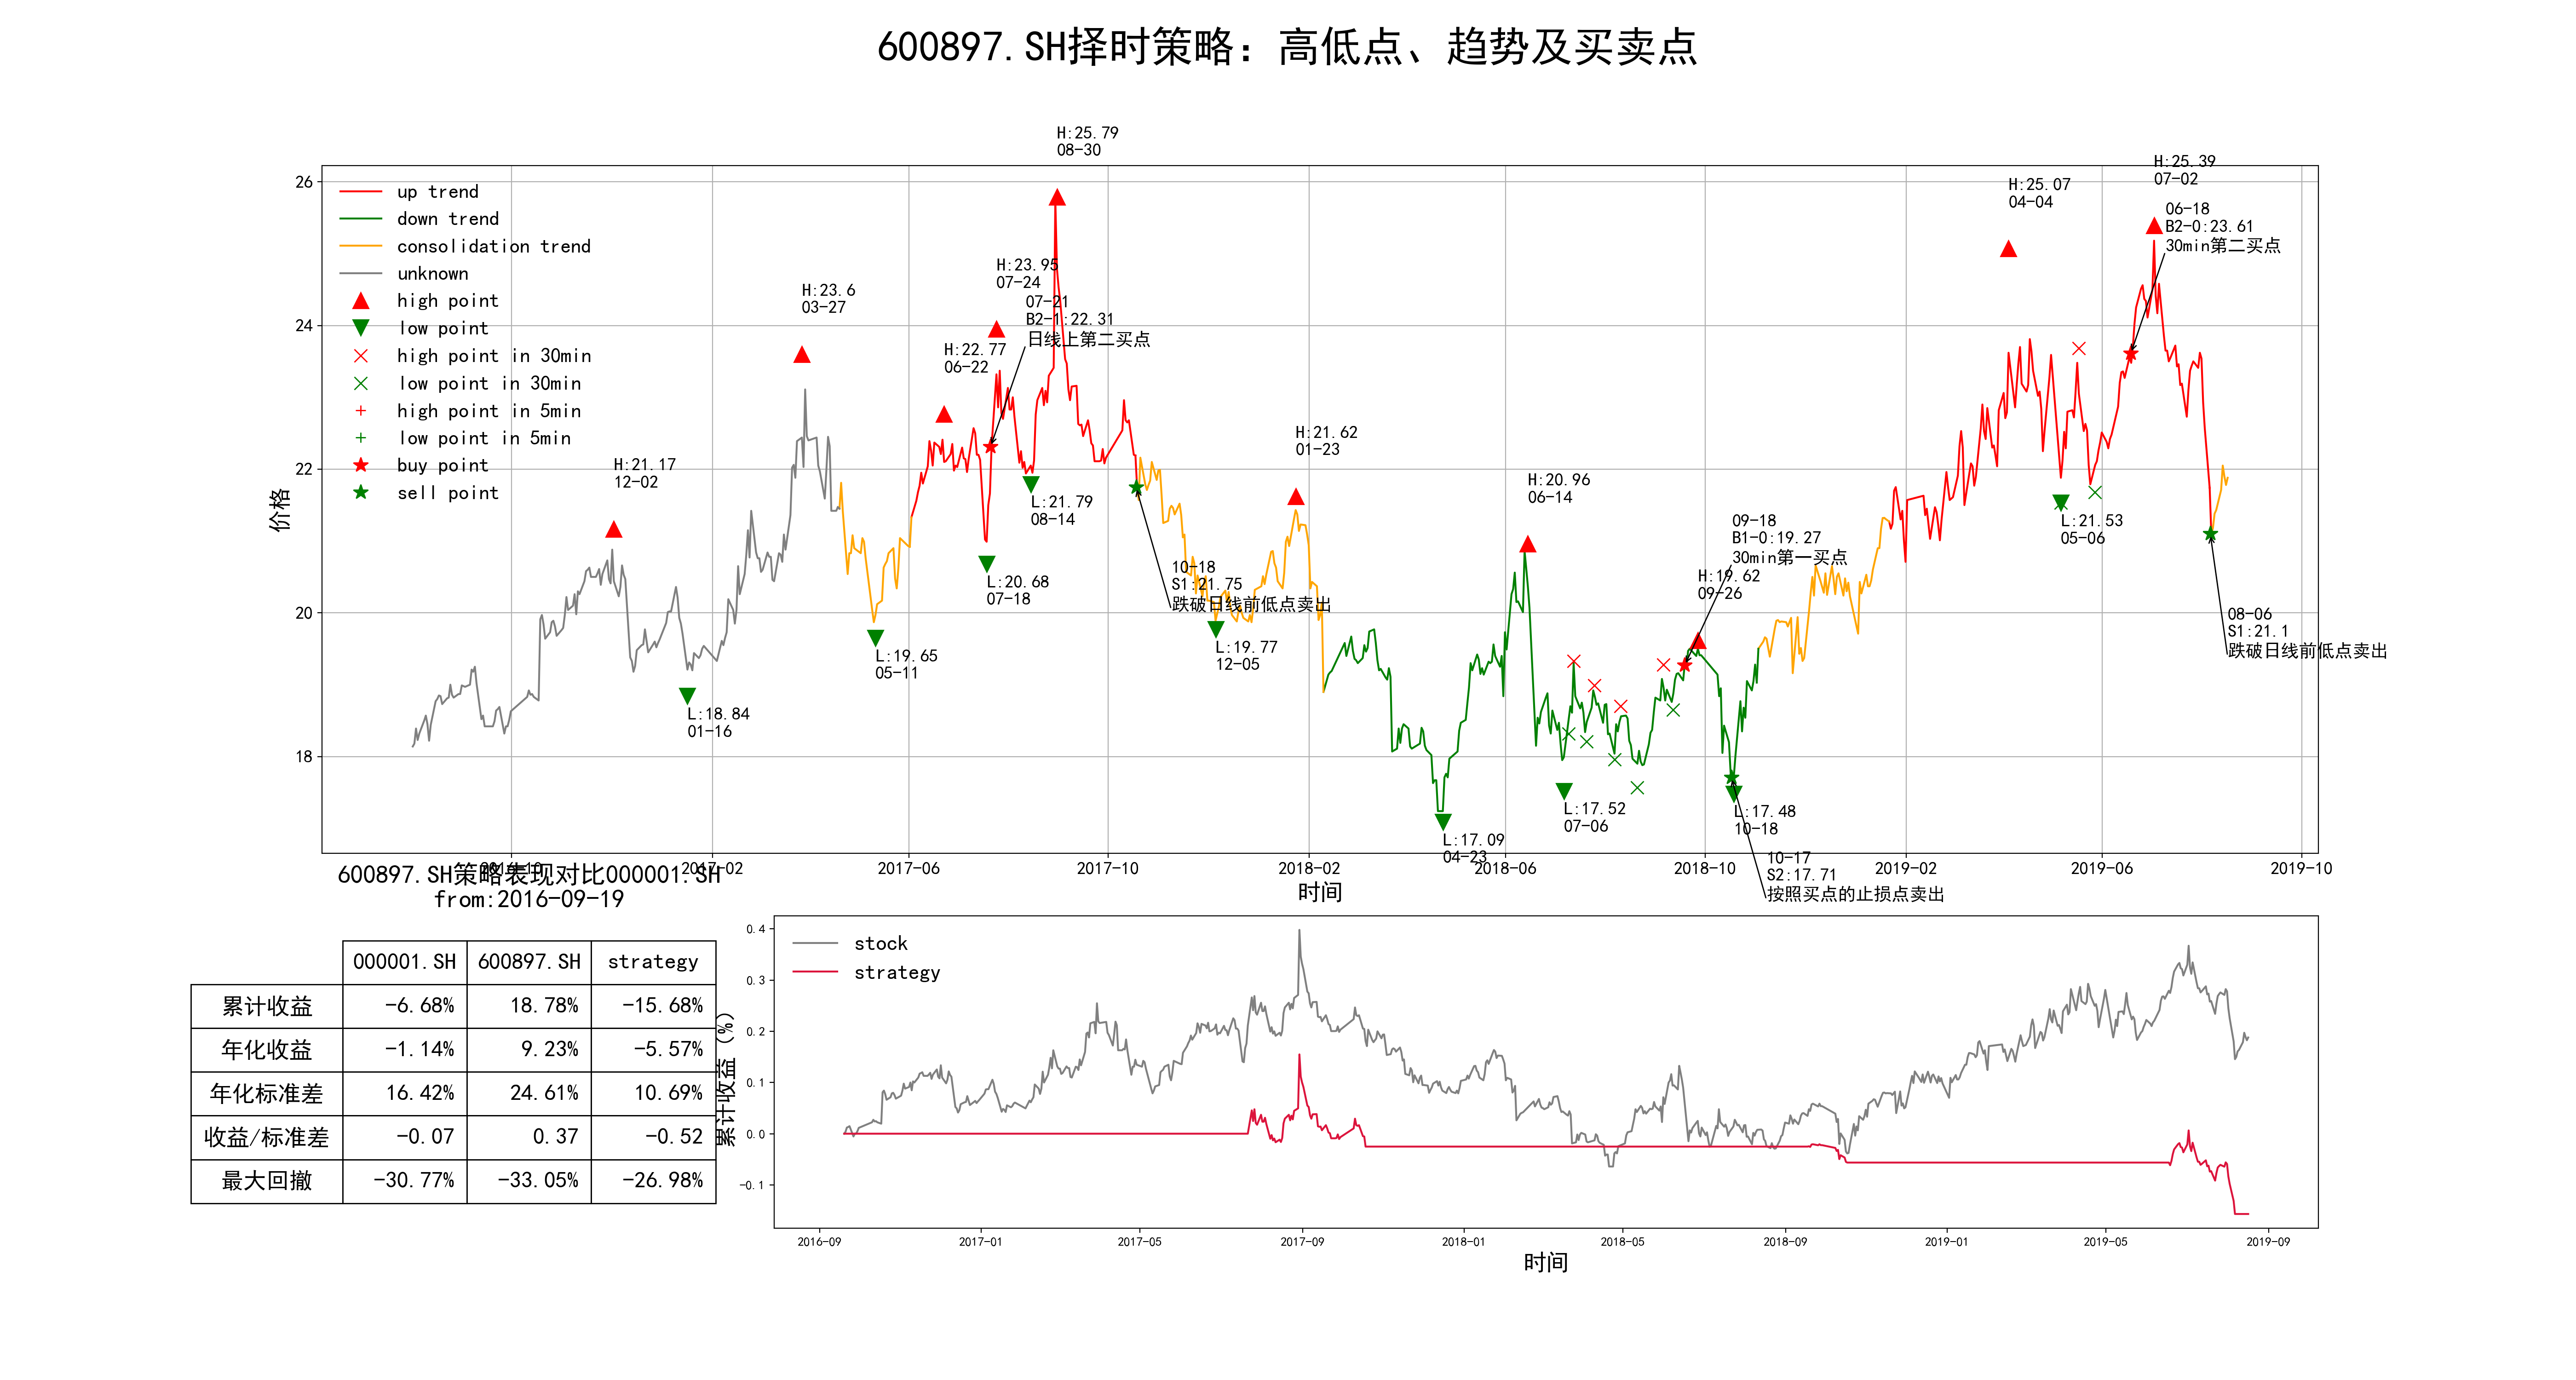 600897.SH择时策略：高低点、趋势及买卖点
价格
26
24
22
20
18
up trend
down trend
consolidation trend
unknown
high point
low point
high point in 30min
low point in 30min
high point in 5min
low point in 5min
buy point
sell point
H:21.17
12-02
L:18.84
01-16
H:23.6
03-27
L:19.65
05-11
H:22.77
06-22
L:20.68
07-18
H:23.95
07-24
07-21
B2-1:22.31
日线上第二买点
L:21.79
08-14
H:25.79
08-30
10-18
S1:21.75
跌破日线前低点卖出
L:19.77
12-05
H:21.62
01-23
L:17.09
04-23
H:20.96
06-14
L:17.52
07-06
09-18
B1-0:19.27
30min第一买点
H:19.62
09-26
L:17.48
10-18
10-17
S2:17.71
按照买点的止损点卖出
H:25.07
04-04
L:21.53
05-06
H:25.39
07-02
06-18
B2-0:23.61
30min第二买点
08-06
S1:21.1
跌破日线前低点卖出
2016-10
2017-02
2017-06
2017-10
2018-02
2018-06
2018-10
2019-02
2019-06
2019-10
时间
600897.SH策略表现对比000001.SH
from:2016-09-19
000001.SH 600897.SH strategy
累计收益 -6.68% 18.78% -15.68%
年化收益 -1.14% 9.23% -5.57%
年化标准差 16.42% 24.61% 10.69%
收益/标准差 -0.07 0.37 -0.52
最大回撤 -30.77% -33.05% -26.98%
累计收益（%）
0.4
0.3
0.2
0.1
0.0
-0.1
stock
strategy
2016-09
2017-01
2017-05
2017-09
2018-01
2018-05
2018-09
2019-01
2019-05
2019-09
时间